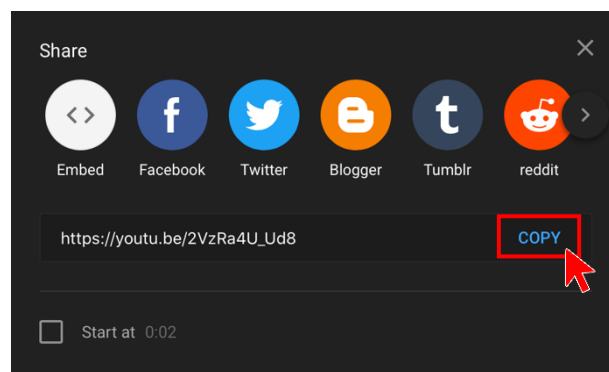 Share
Embed Facebook Twitter Blogger Tumblr reddit
https://youtu.be/2VzRa4U_Ud8 COPY
Start at 0:02